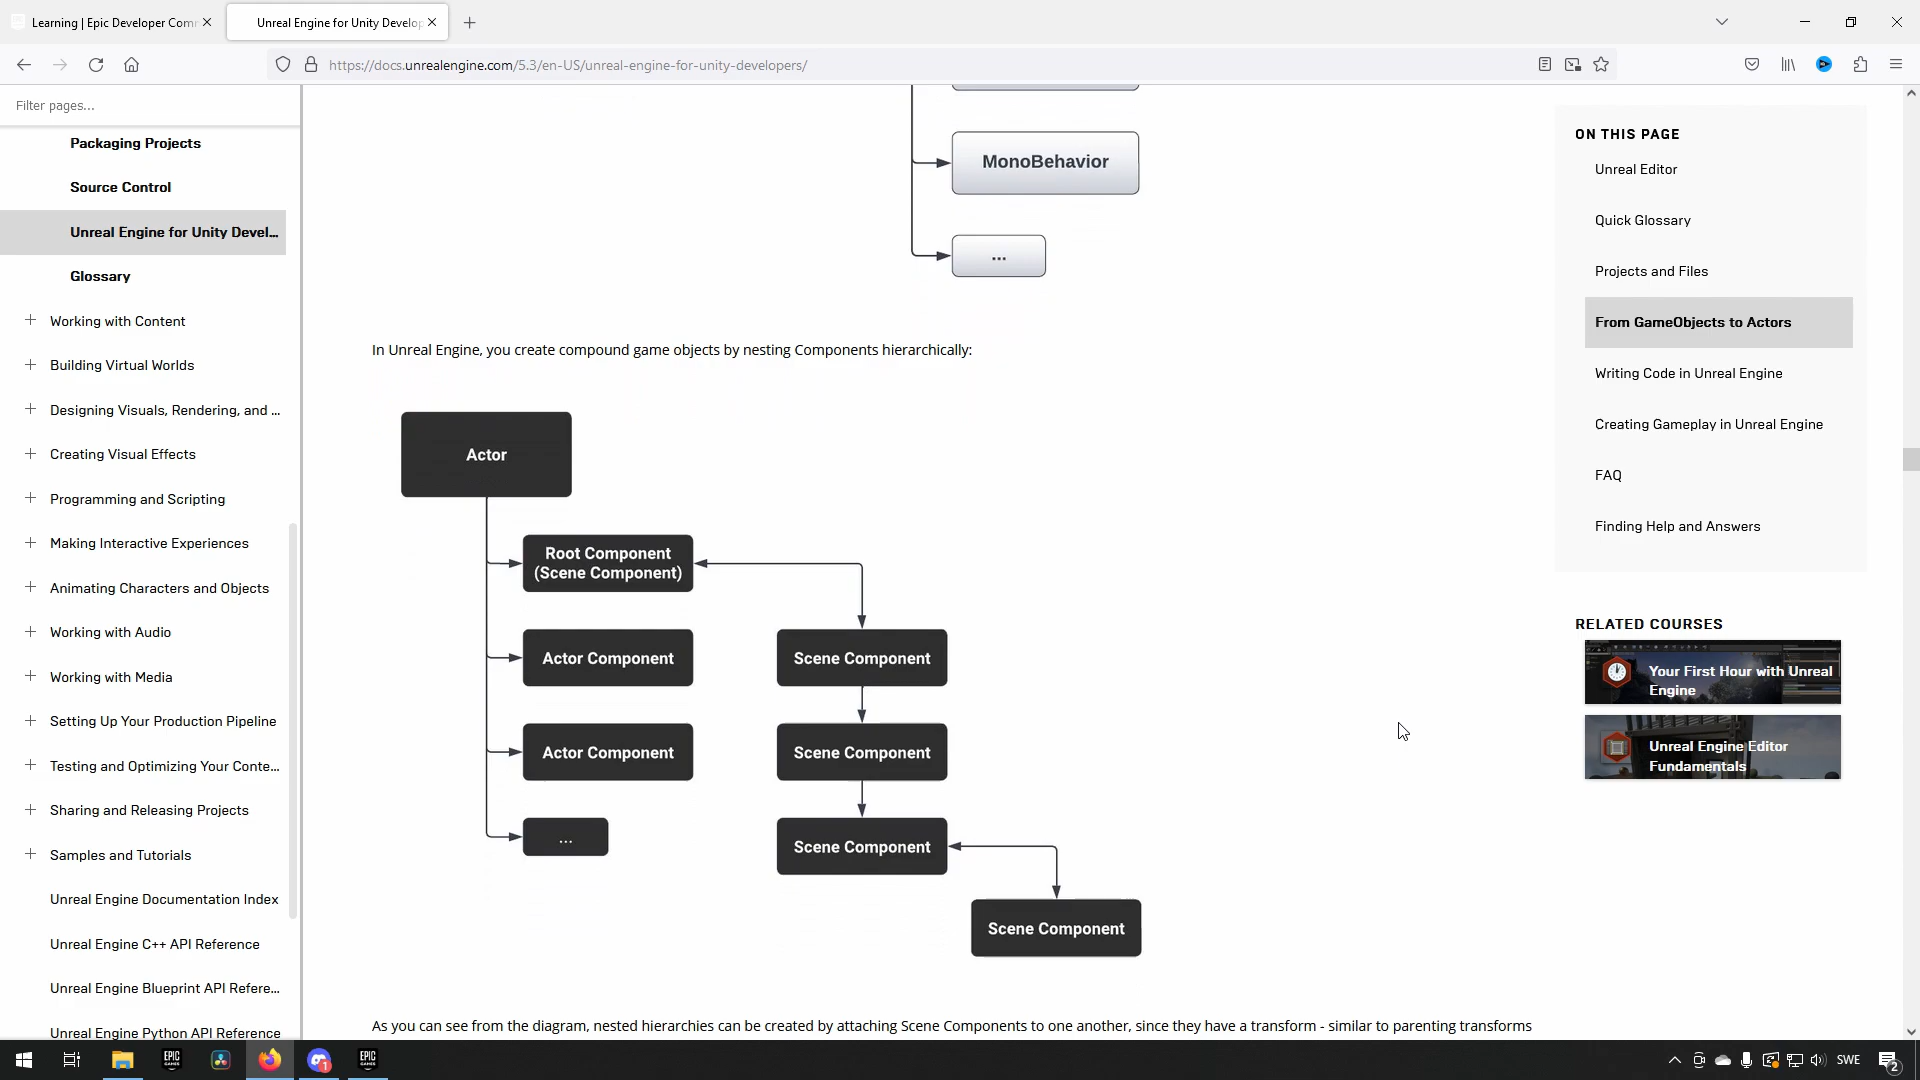 Learning | Epic Developer Com
Unreal Engine for Unity Develop
https://docs.unrealengine.com/5.3/en-US/unreal-engine-for-unity-developers/
Filter pages...
Packaging Projects
Source Control
Unreal Engine for Unity Devel...
Glossary
Working with Content
Building Virtual Worlds
Designing Visuals, Rendering, and ...
Creating Visual Effects
Programming and Scripting
Making Interactive Experiences
Animating Characters and Objects
Working with Audio
Working with Media
Setting Up Your Production Pipeline
Testing and Optimizing Your Conte...
Sharing and Releasing Projects
Samples and Tutorials
Unreal Engine Documentation Index
Unreal Engine C++ API Reference
Unreal Engine Blueprint API Refere...
Unreal Engine Python API Reference
MonoBehavior
...
In Unreal Engine, you create compound game objects by nesting Components hierarchically:
Actor
Root Component
(Scene Component)
Actor Component
Scene Component
Actor Component
Scene Component
...
Scene Component
Scene Component
As you can see from the diagram, nested hierarchies can be created by attaching Scene Components to one another, since they have a transform - similar to parenting transforms
ON THIS PAGE
Unreal Editor
Quick Glossary
Projects and Files
From GameObjects to Actors
Writing Code in Unreal Engine
Creating Gameplay in Unreal Engine
FAQ
Finding Help and Answers
RELATED COURSES
Your First Hour with Unreal
Engine
Unreal Engine Editor
Fundamentals
EPIC
GAMES
1
EPIC
GAMES
SWE
2